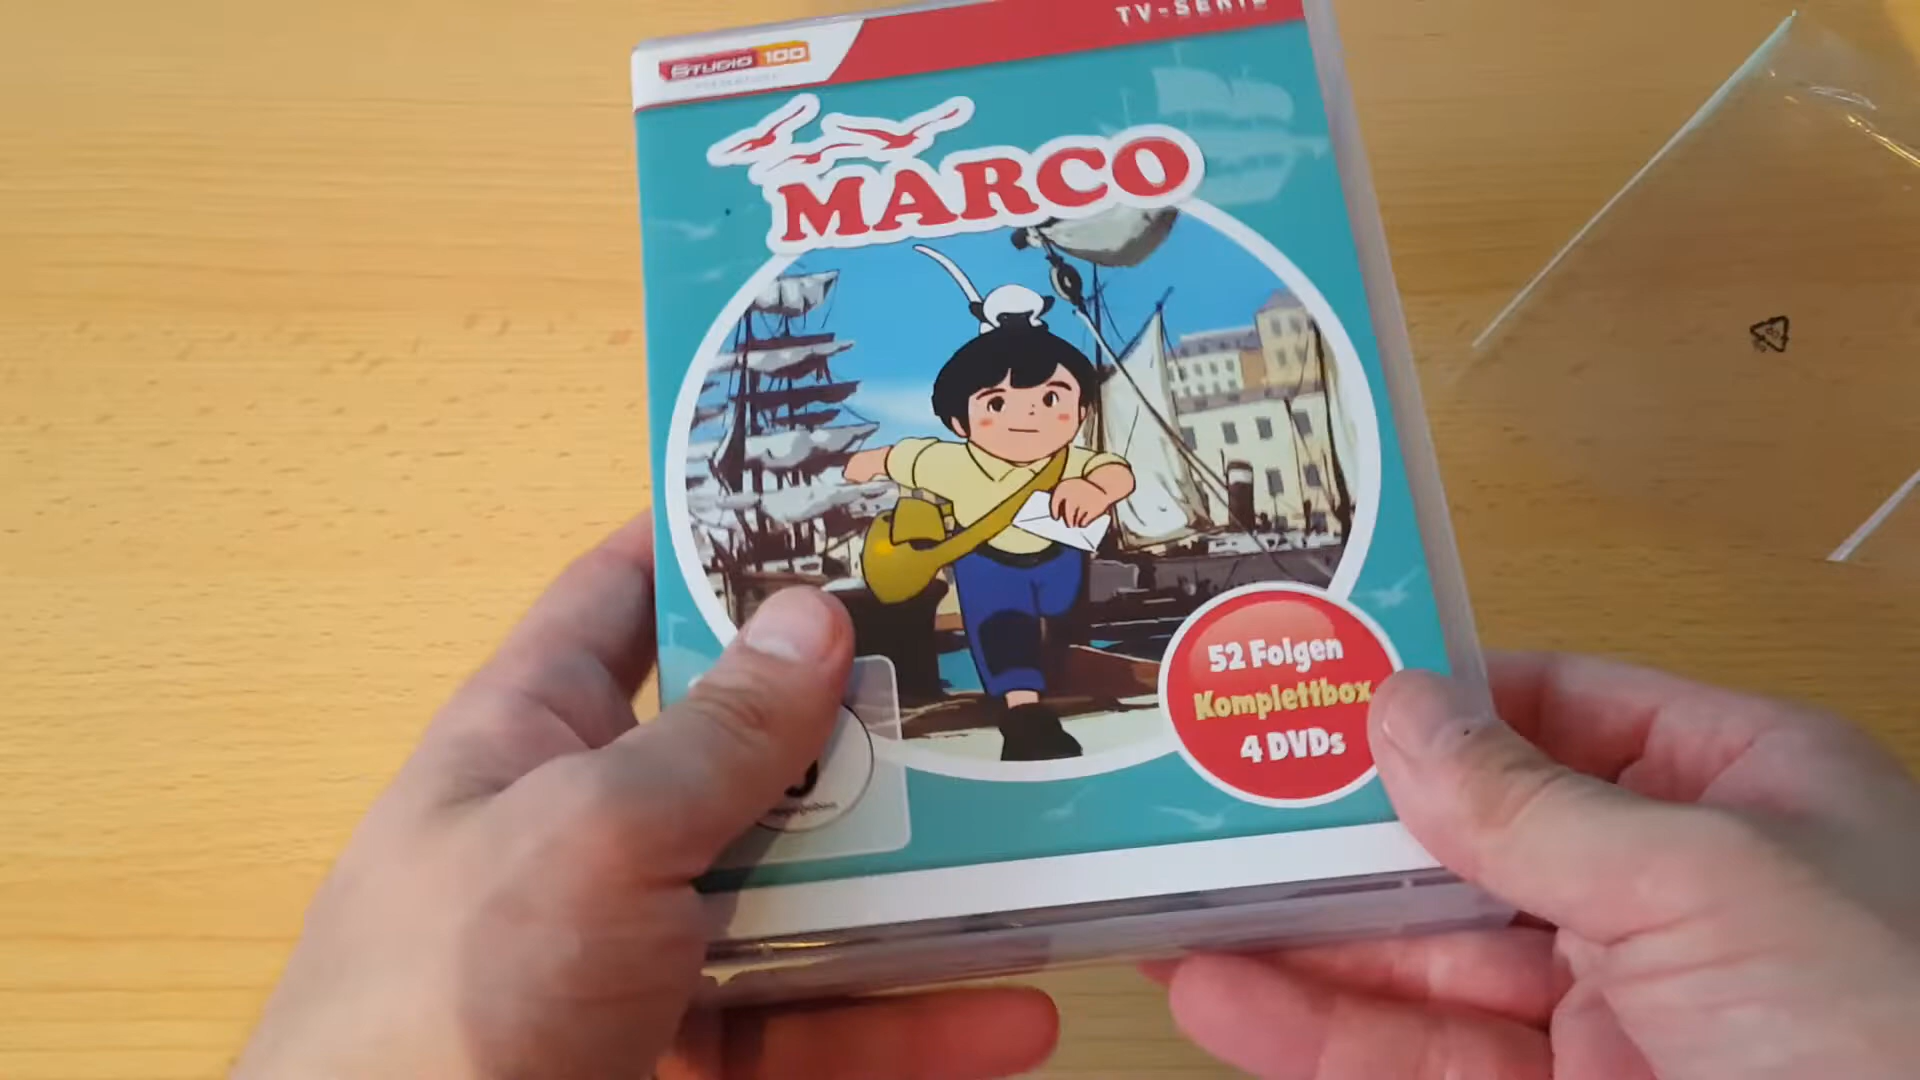 STUDIO 100
TV-SERIE
MARCO
52 Folgen
Komplettbox
4 DVDs